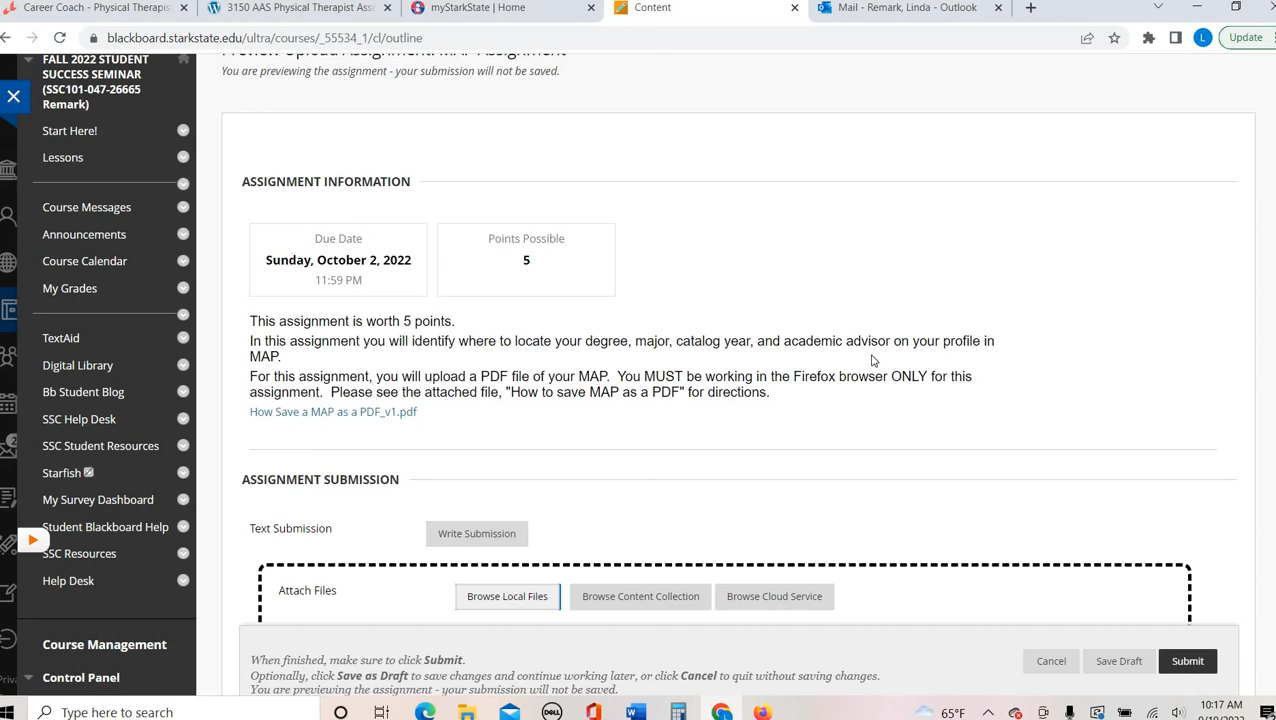 Career Coach - Physical Therapist
3150 AAS Physical Therapist Assi
myStarkState | Home
Content
Mail - Remark, Linda - Outlook
blackboard.starkstate.edu/ultra/courses/_55534_1/cl/outline
L
Update
FALL 2022 STUDENT
SUCCESS SEMINAR
(SSC101-047-26665
Remark)
Start Here!
Lessons
Course Messages
Announcements
Course Calendar
My Grades
TextAid
Digital Library
Bb Student Blog
SSC Help Desk
SSC Student Resources
Starfish
My Survey Dashboard
Student Blackboard Help
SSC Resources
Help Desk
Course Management
Control Panel
Preview Upload Assignment: MAP Assignment
You are previewing the assignment - your submission will not be saved.
ASSIGNMENT INFORMATION
Due Date
Sunday, October 2, 2022
11:59 PM
Points Possible
5
This assignment is worth 5 points.
In this assignment you will identify where to locate your degree, major, catalog year, and academic advisor on your profile in
MAP.
For this assignment, you will upload a PDF file of your MAP. You MUST be working in the Firefox browser ONLY for this
assignment. Please see the attached file, "How to save MAP as a PDF" for directions.
How Save a MAP as a PDF_v1.pdf
ASSIGNMENT SUBMISSION
Text Submission
Write Submission
Attach Files
Browse Local Files
Browse Content Collection
Browse Cloud Service
When finished, make sure to click Submit.
Optionally, click Save as Draft to save changes and continue working later, or click Cancel to quit without saving changes.
You are previewing the assignment - your submission will not be saved.
Cancel
Save Draft
Submit
Type here to search
DELL
65°F
10:17 AM